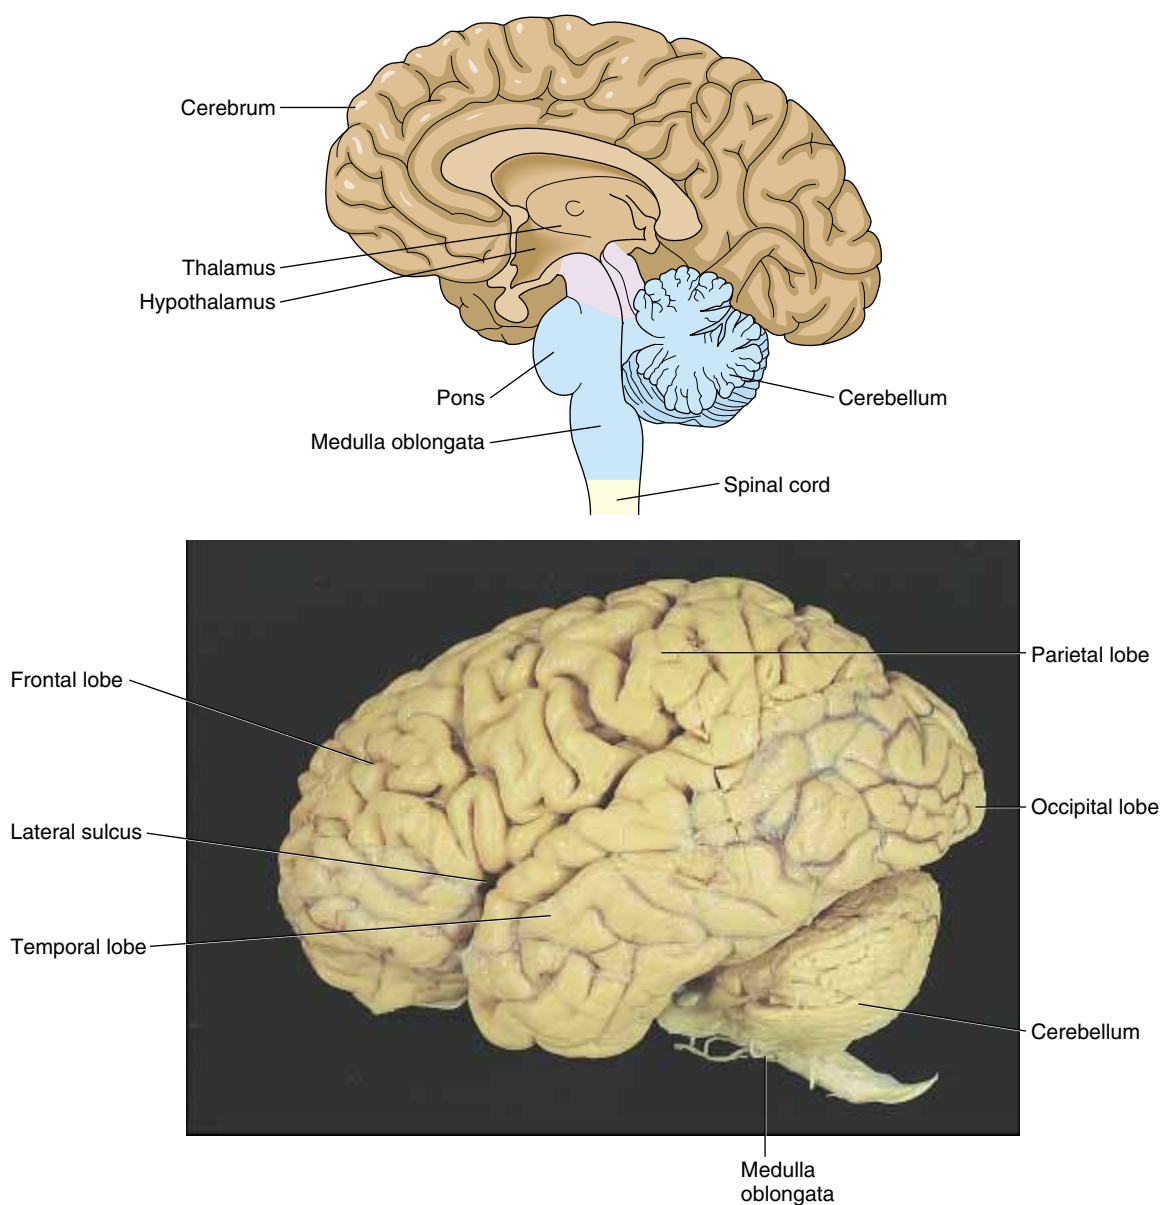 Cerebrum
Thalamus
Hypothalamus
Pons
Cerebellum
Medulla oblongata
Spinal cord
Parietal lobe
Frontal lobe
Occipital lobe
Lateral sulcus
Temporal lobe
Cerebellum
Medulla
oblongata